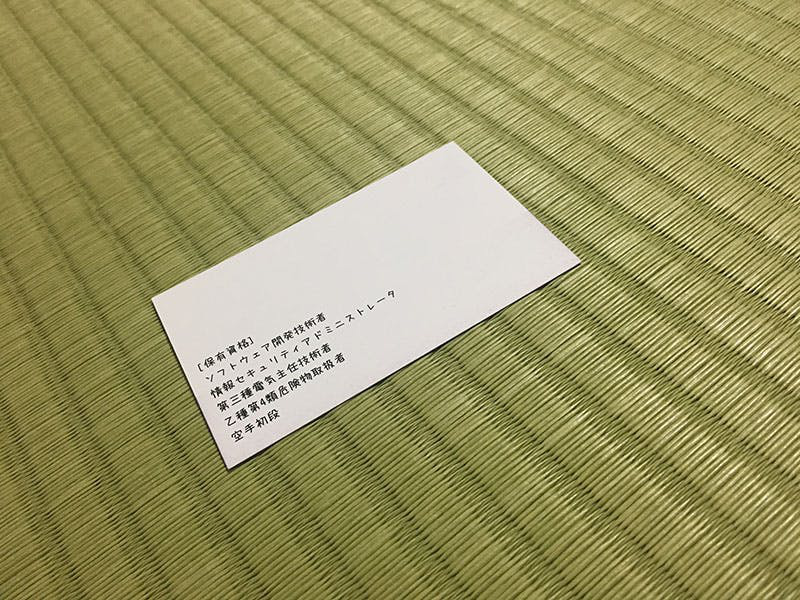 [保有資格]
ソフトウェア開発技術者
情報セキュリティアドミニストレータ
第三種電気主任技術者
乙種第4類危険物取扱者
空手初段